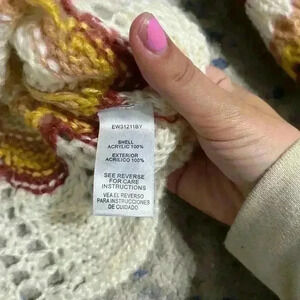 EW31211BY
SHELL
ACRYLIC 100%
EXTERIOR
ACRILICO 100%
SEE REVERSE
FOR CARE
INSTRUCTIONS
VEA EL REVERSO
PARA INSTRUCCIONES
DE CUIDADO